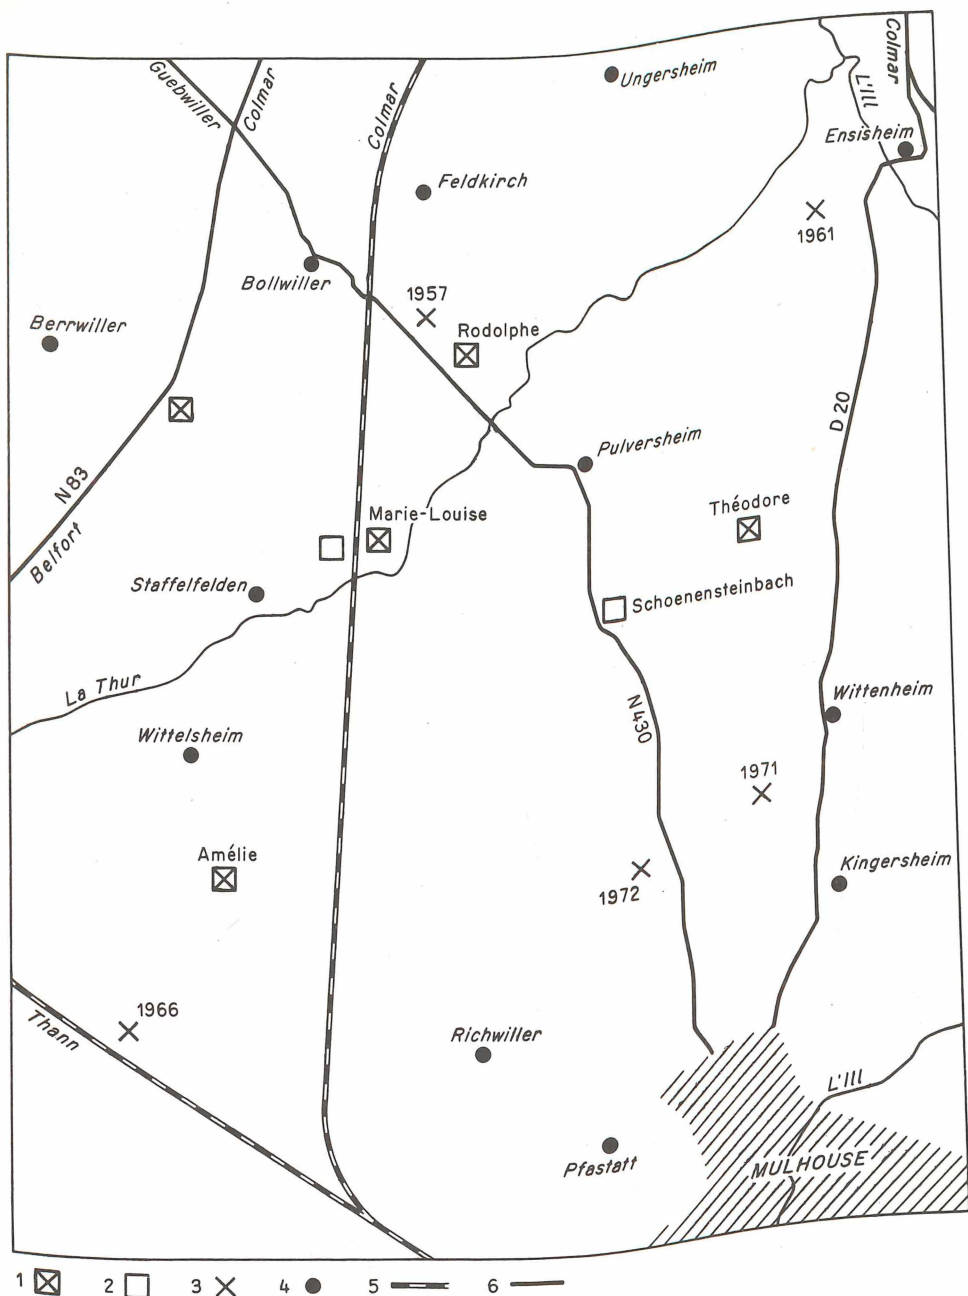 Guebwiller
Colmar
Colmar
Ungersheim
L'Ill
Colmar
Ensisheim
Feldkirch
1961
Bollwiller
1957
Berrwiller
Rodolphe
D 20
Pulversheim
N 83
Belfort
Marie-Louise
Théodore
Staffelfelden
Schoenensteinbach
La Thur
Wittelsheim
N 430
Wittenheim
1971
Amélie
1972
Kingersheim
Thann
1966
Richwiller
L'Ill
Pfastatt
MULHOUSE
1 2 3 4 5 6